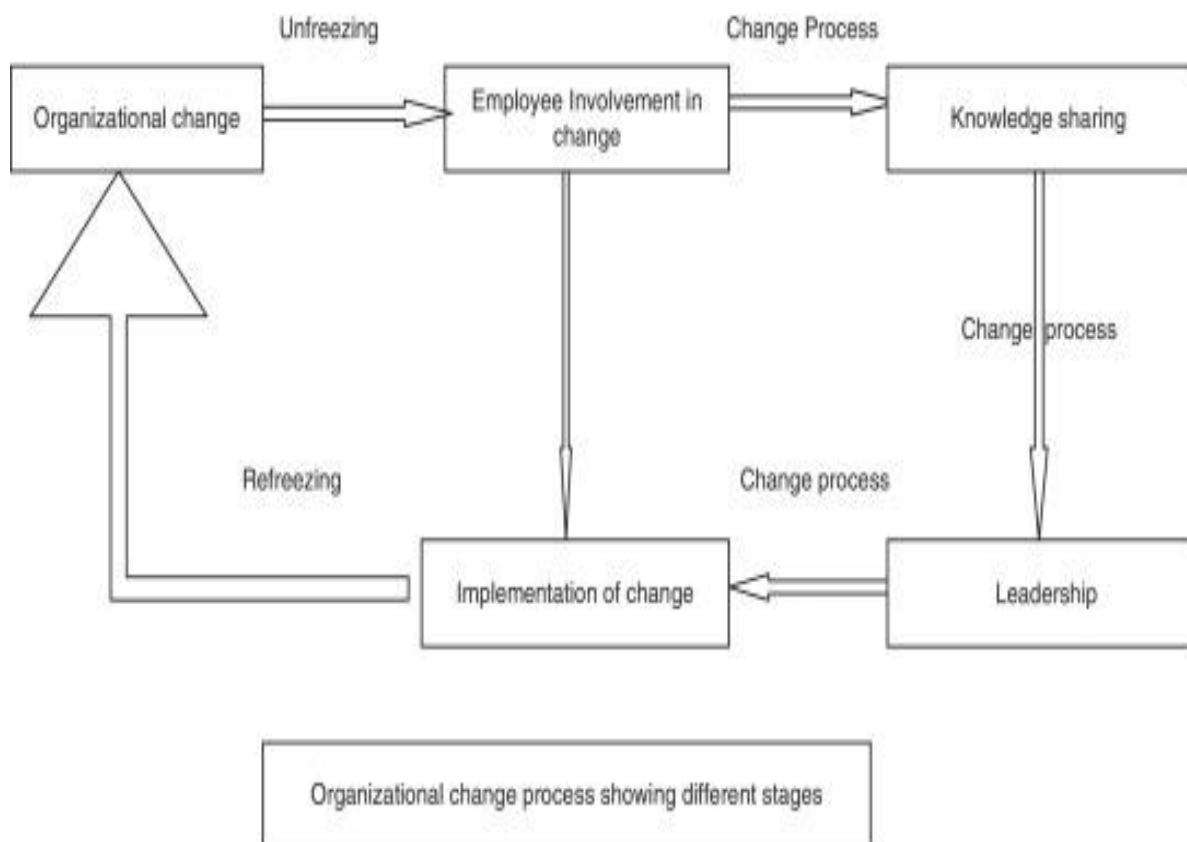 Unfreezing
Change Process
Organizational change
Employee Involvement in
change
Knowledge sharing
Change process
Refreezing
Change process
Implementation of change
Leadership
Organizational change process showing different stages